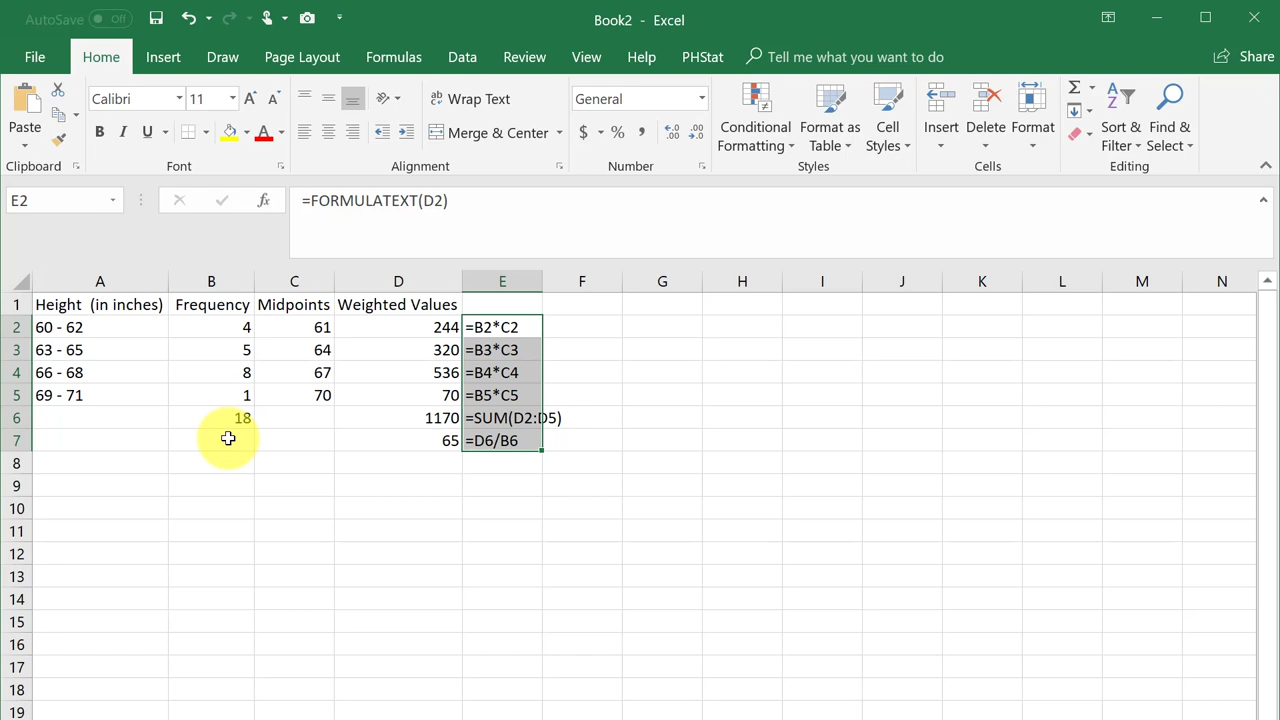 AutoSave Off Book2 - Excel
File Home Insert Draw Page Layout Formulas Data Review View Help PHStat Tell me what you want to do Share
Calibri 11 A A Wrap Text General
Paste B I U A Merge & Center $ % , Conditional Formatting Format as Table Cell Styles Insert Delete Format Sort & Filter Find & Select
Clipboard Font Alignment Number Styles Cells Editing
E2 fx =FORMULATEXT(D2)
A B C D E F G H I J K L M N
1 Height (in inches) Frequency Midpoints Weighted Values
2 60 - 62 4 61 244 =B2*C2
3 63 - 65 5 64 320 =B3*C3
4 66 - 68 8 67 536 =B4*C4
5 69 - 71 1 70 70 =B5*C5
6 18 1170 =SUM(D2:D5)
7 65 =D6/B6
8
9
10
11
12
13
14
15
16
17
18
19